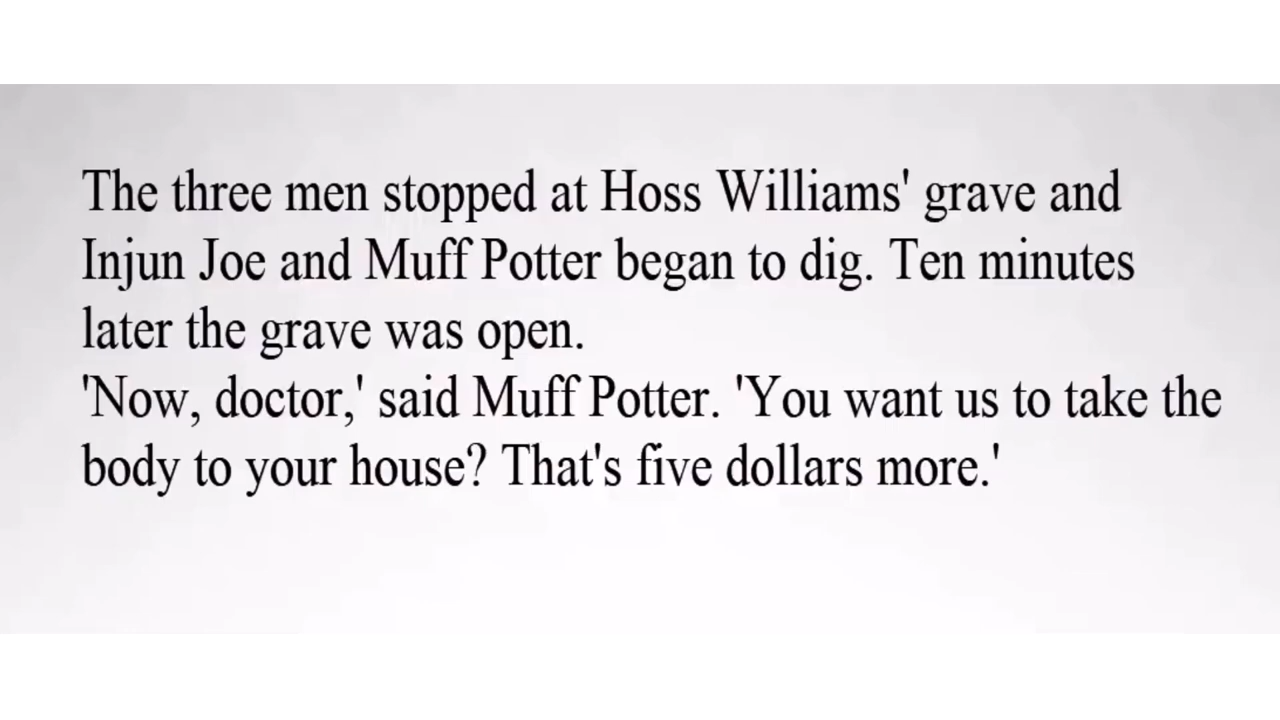 The three men stopped at Hoss Williams' grave and
Injun Joe and Muff Potter began to dig. Ten minutes
later the grave was open.
'Now, doctor,' said Muff Potter. 'You want us to take the
body to your house? That's five dollars more.'